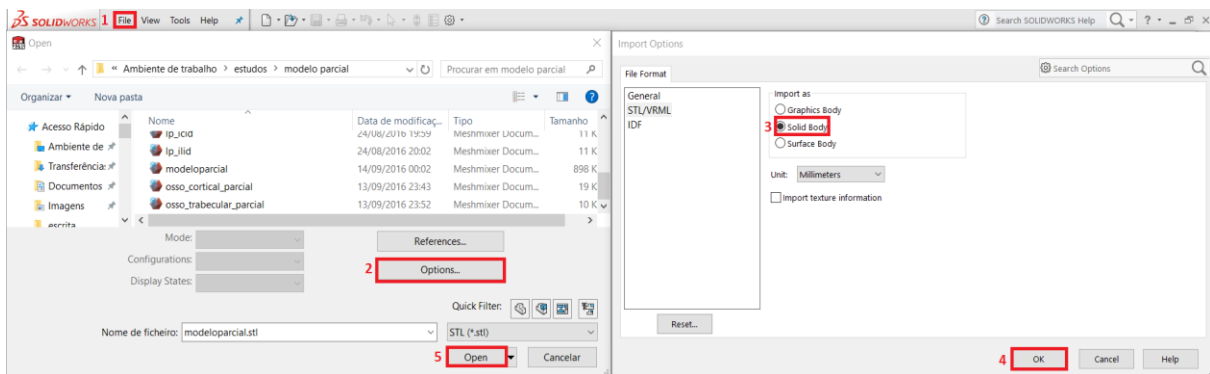 SOLIDWORKS 1 File View Tools Help
Search SOLIDWORKS Help
Open
« Ambiente de trabalho > estudos > modelo parcial
Procurar em modelo parcial
Organizar Nova pasta
Acesso Rápido
Ambiente de
Transferência:
Documentos
Imagens
escrita
Nome Data de modificaç... Tipo Tamanho
lp_icid 24/08/2016 19:59 Meshmixer Docum... 11 K
lp_ilid 24/08/2016 20:02 Meshmixer Docum... 11 K
modeloparcial 14/09/2016 00:02 Meshmixer Docum... 898 K
osso_cortical_parcial 13/09/2016 23:43 Meshmixer Docum... 19 K
osso_trabecular_parcial 13/09/2016 23:52 Meshmixer Docum... 10 K
Mode:
Configurations:
Display States:
References...
2 Options...
Quick Filter:
Nome de ficheiro: modeloparcial.stl STL (*.stl)
5 Open Cancelar
Import Options
File Format
Search Options
General
STL/VRML
IDF
Reset...
Import as
Graphics Body
3 Solid Body
Surface Body
Unit: Millimeters
Import texture information
4 OK Cancel Help